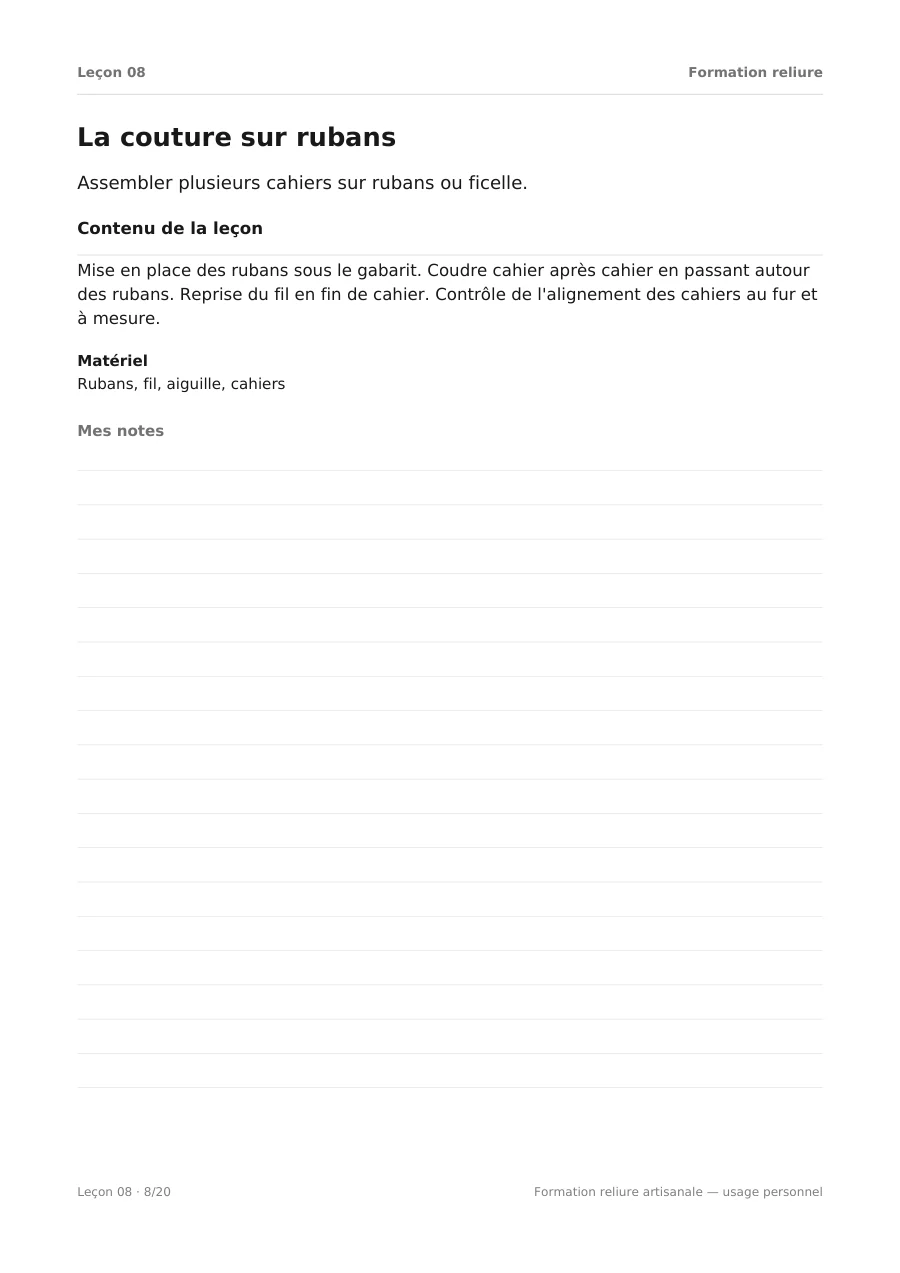 Leçon 08
Formation reliure
La couture sur rubans
Assembler plusieurs cahiers sur rubans ou ficelle.
Contenu de la leçon
Mise en place des rubans sous le gabarit. Coudre cahier après cahier en passant autour
des rubans. Reprise du fil en fin de cahier. Contrôle de l'alignement des cahiers au fur et
à mesure.
Matériel
Rubans, fil, aiguille, cahiers
Mes notes
Leçon 08 · 8/20
Formation reliure artisanale — usage personnel